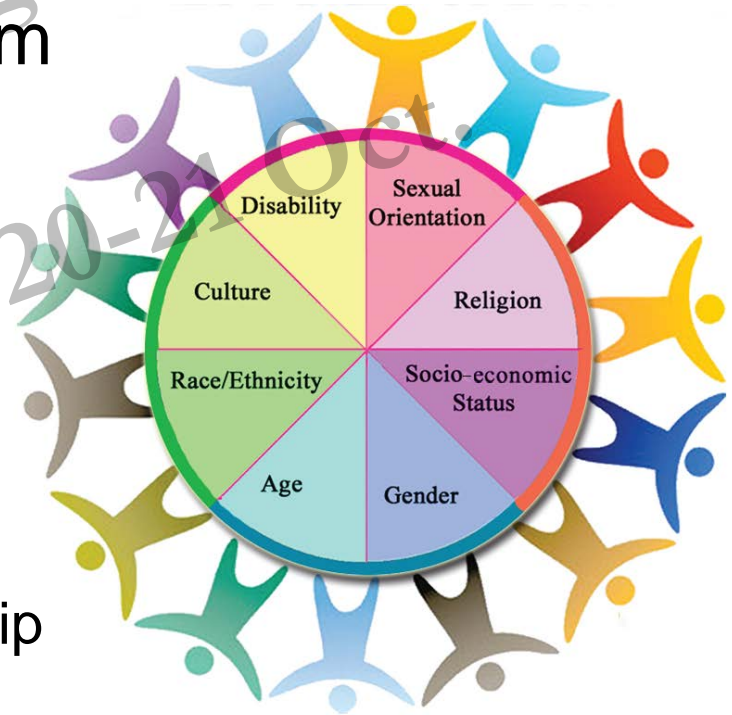 m
20-21 Oct.
Disability
Sexual
Orientation
Culture
Religion
Race/Ethnicity
Socio-economic
Status
Age
Gender
ip